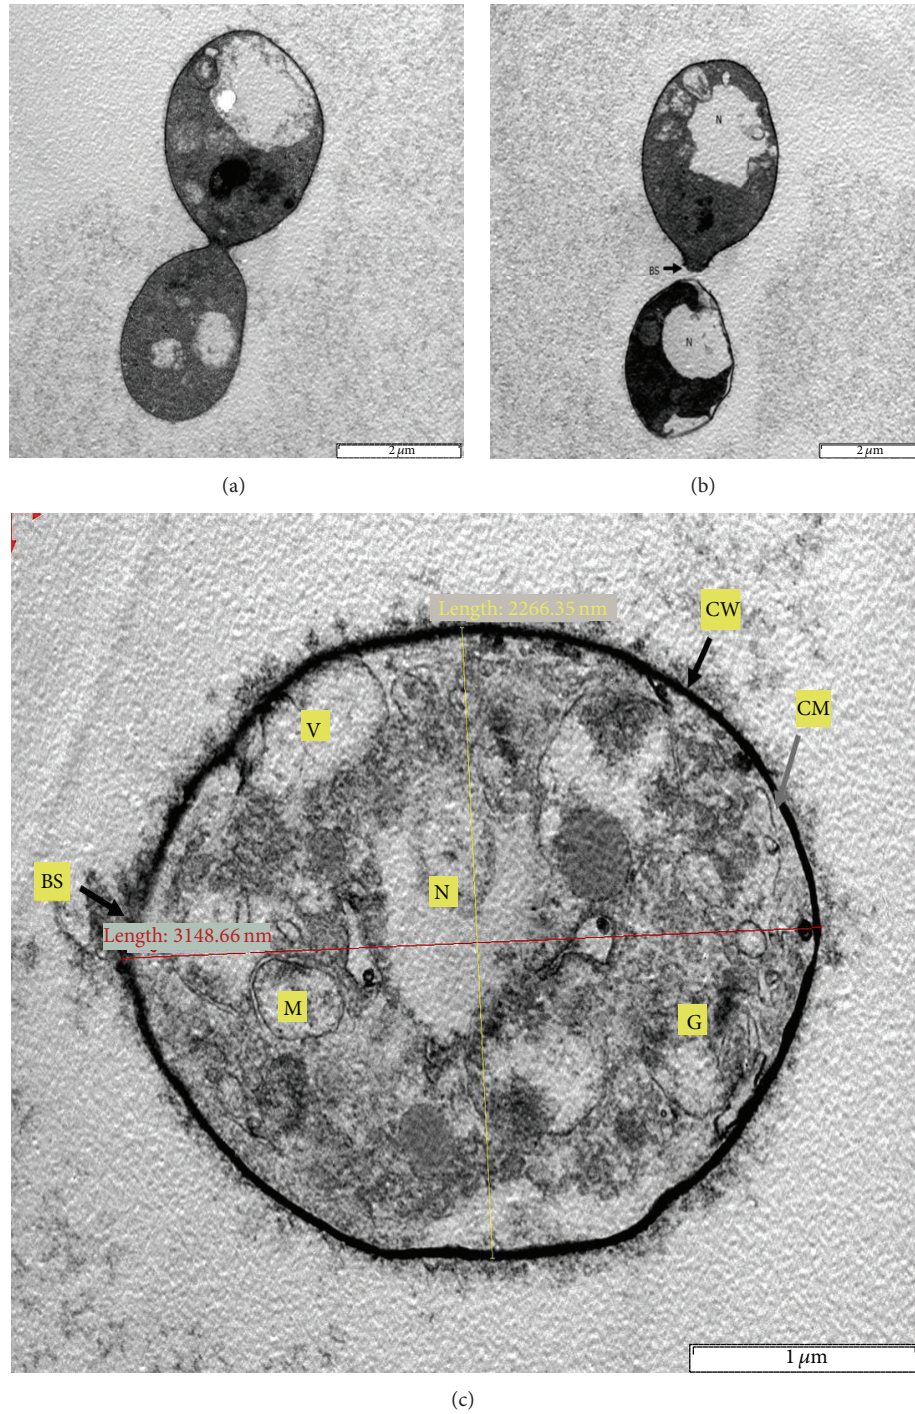 N
BS
N
2 μm
2 μm
(a)
(b)
Length: 2266.35 nm
CW
CM
V
BS
N
Length: 3148.66 nm
M
G
1 μm
(c)